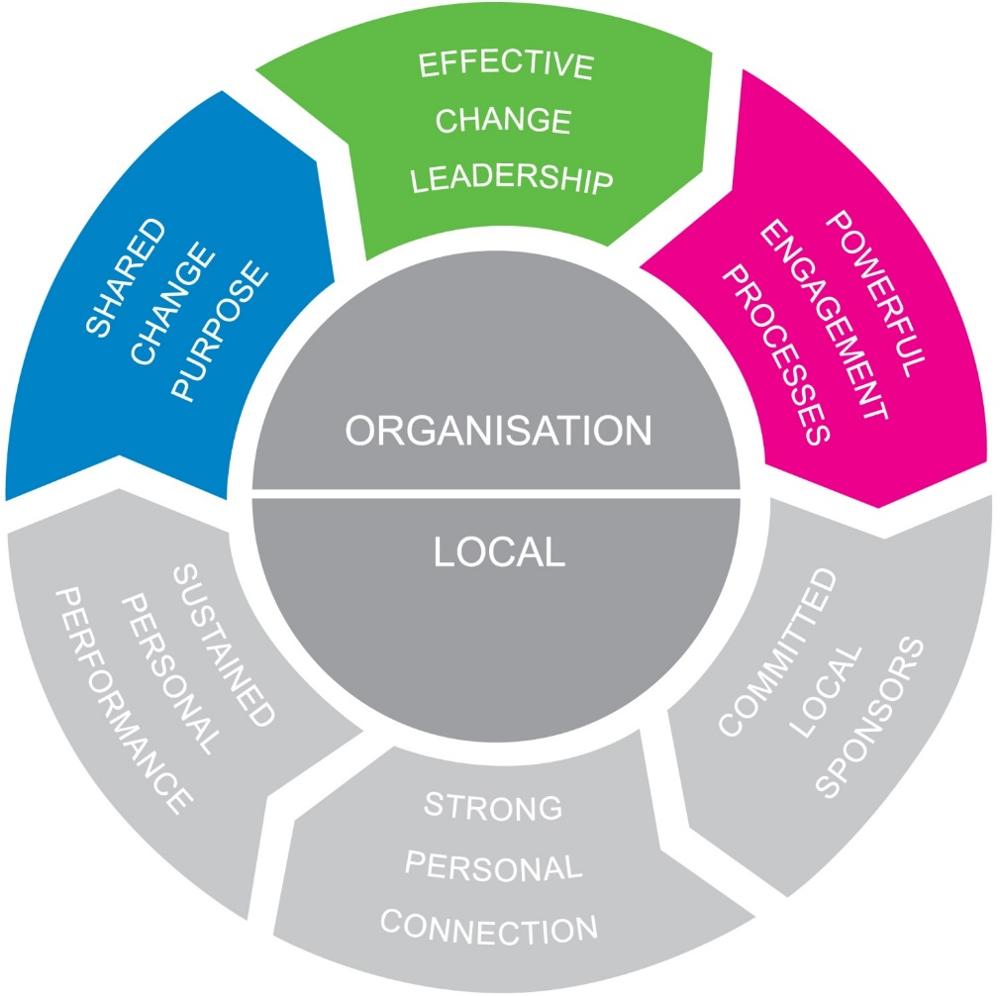 EFFECTIVE
CHANGE
LEADERSHIP
POWERFUL
ENGAGEMENT
PROCESSES
COMMITTED
LOCAL
SPONSORS
STRONG
PERSONAL
CONNECTION
SUSTAINED
PERSONAL
PERFORMANCE
SHARED
CHANGE
PURPOSE
ORGANISATION
LOCAL